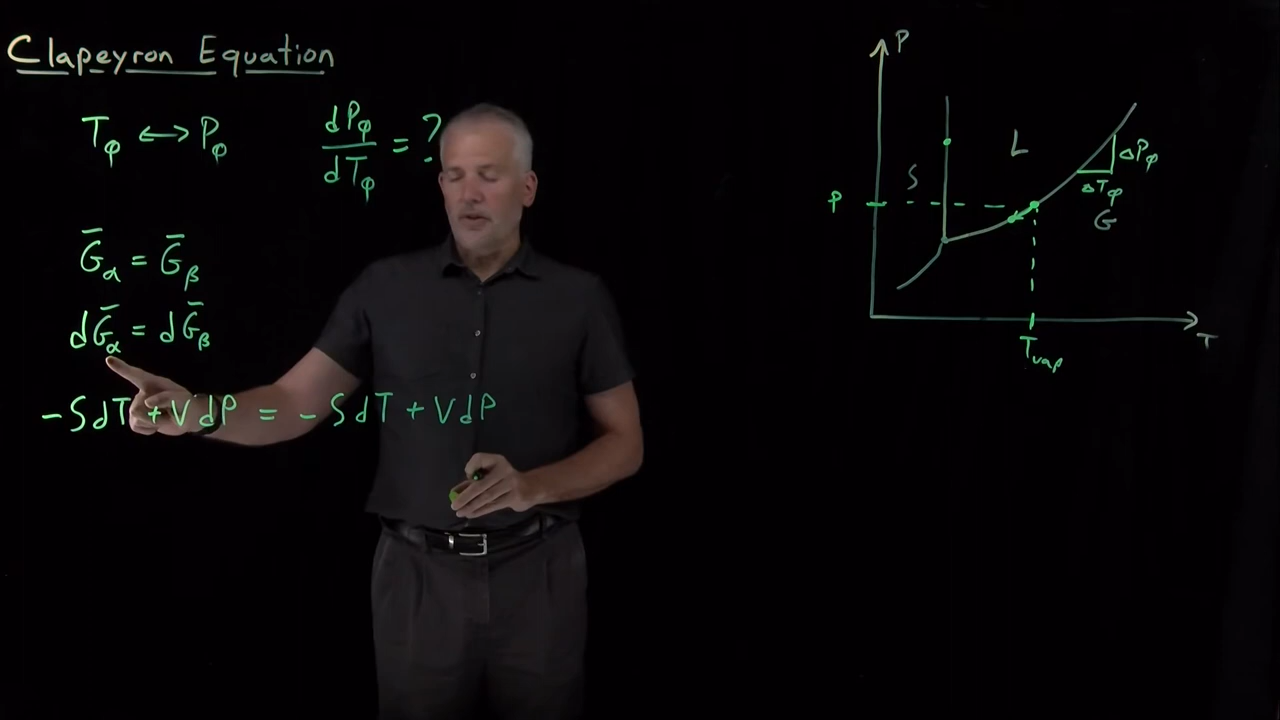 Clapeyron Equation
Tφ ↔ Pφ
dPφ/dTφ = ?
Ḡα = Ḡβ
dḠα = dḠβ
-SdT + VdP = -SdT + VdP
P
S
L
ΔPφ
ΔTφ
G
P
T
Tvap